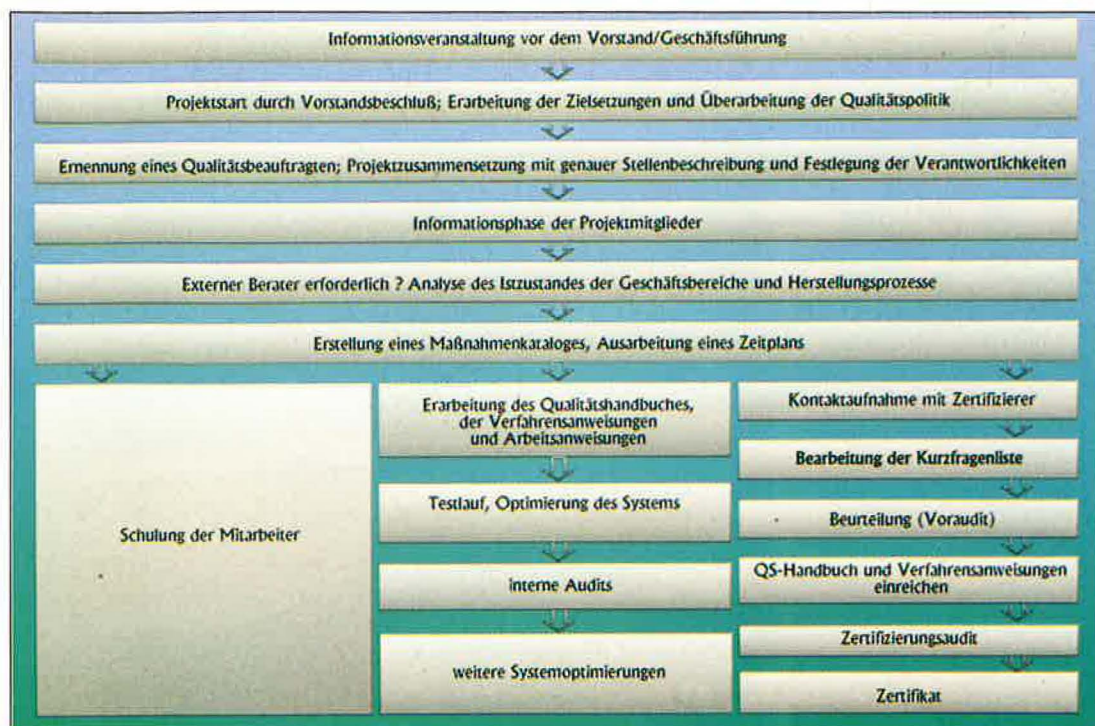 Informationsveranstaltung vor dem Vorstand/Geschäftsführung
Projektstart durch Vorstandsbeschluß; Erarbeitung der Zielsetzungen und Überarbeitung der Qualitätspolitik
Ernennung eines Qualitätsbeauftragten; Projektzusammensetzung mit genauer Stellenbeschreibung und Festlegung der Verantwortlichkeiten
Informationsphase der Projektmitglieder
Externer Berater erforderlich ? Analyse des Istzustandes der Geschäftsbereiche und Herstellungsprozesse
Erstellung eines Maßnahmenkataloges, Ausarbeitung eines Zeitplans
Schulung der Mitarbeiter
Erarbeitung des Qualitätshandbuches,
der Verfahrensanweisungen
und Arbeitsanweisungen
Testlauf, Optimierung des Systems
interne Audits
weitere Systemoptimierungen
Kontaktaufnahme mit Zertifizierer
Bearbeitung der Kurzfragenliste
Beurteilung (Voraudit)
QS-Handbuch und Verfahrensanweisungen
einreichen
Zertifizierungsaudit
Zertifikat